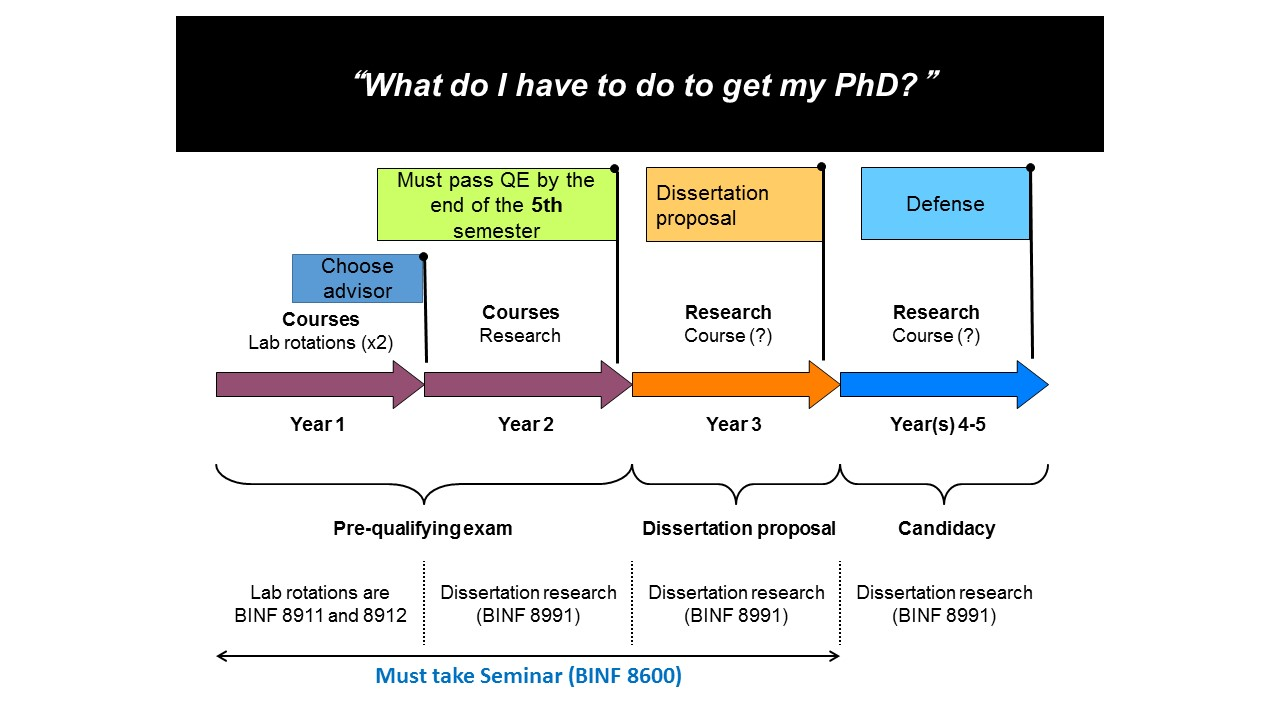 “What do I have to do to get my PhD?”
Must pass QE by the
end of the 5th
semester
Dissertation
proposal
Defense
Choose
advisor
Courses
Lab rotations (x2)
Courses
Research
Research
Course (?)
Research
Course (?)
Year 1
Year 2
Year 3
Year(s) 4-5
Pre-qualifying exam
Dissertation proposal
Candidacy
Lab rotations are
BINF 8911 and 8912
Dissertation research
(BINF 8991)
Dissertation research
(BINF 8991)
Dissertation research
(BINF 8991)
Must take Seminar (BINF 8600)